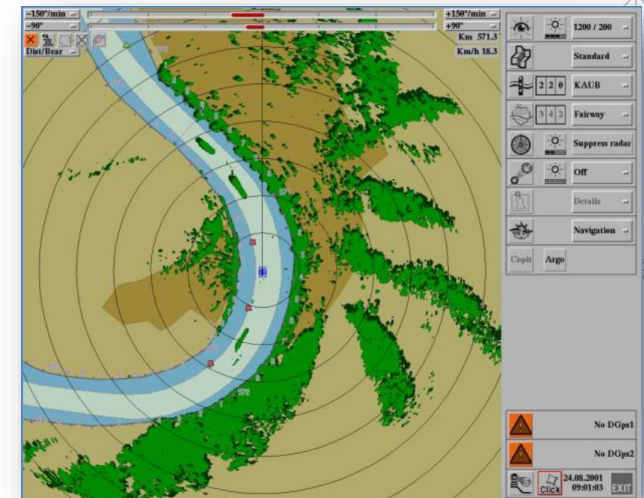 -150°/min
+150°/min
-90°
+90°
Km 571.3
Dist/Bear
Km/h 18.3
1200 / 200
Standard
2 2 0 KAUB
3 4 2 Fairway
Suppress radar
Off
Details
Navigation
Copit Argo
No DGps1
No DGps2
Click 24.08.2001
09:01:03 EXIT
572